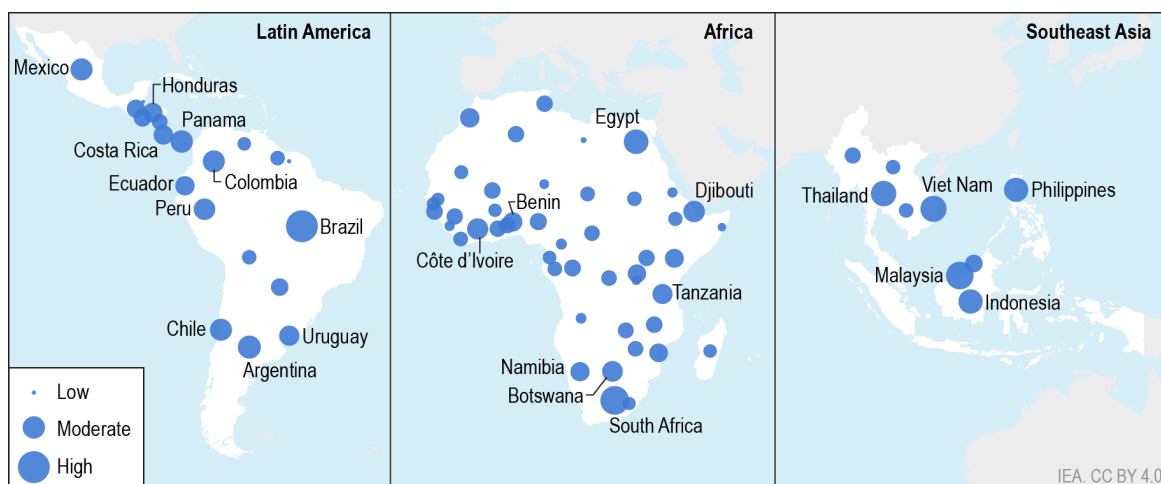 Latin America
Mexico
Honduras
Panama
Costa Rica
Ecuador
Colombia
Peru
Brazil
Chile
Uruguay
Argentina
Low
Moderate
High
Africa
Egypt
Djibouti
Benin
Côte d'Ivoire
Tanzania
Namibia
Botswana
South Africa
Southeast Asia
Thailand
Viet Nam
Philippines
Malaysia
Indonesia
IEA. CC BY 4.0